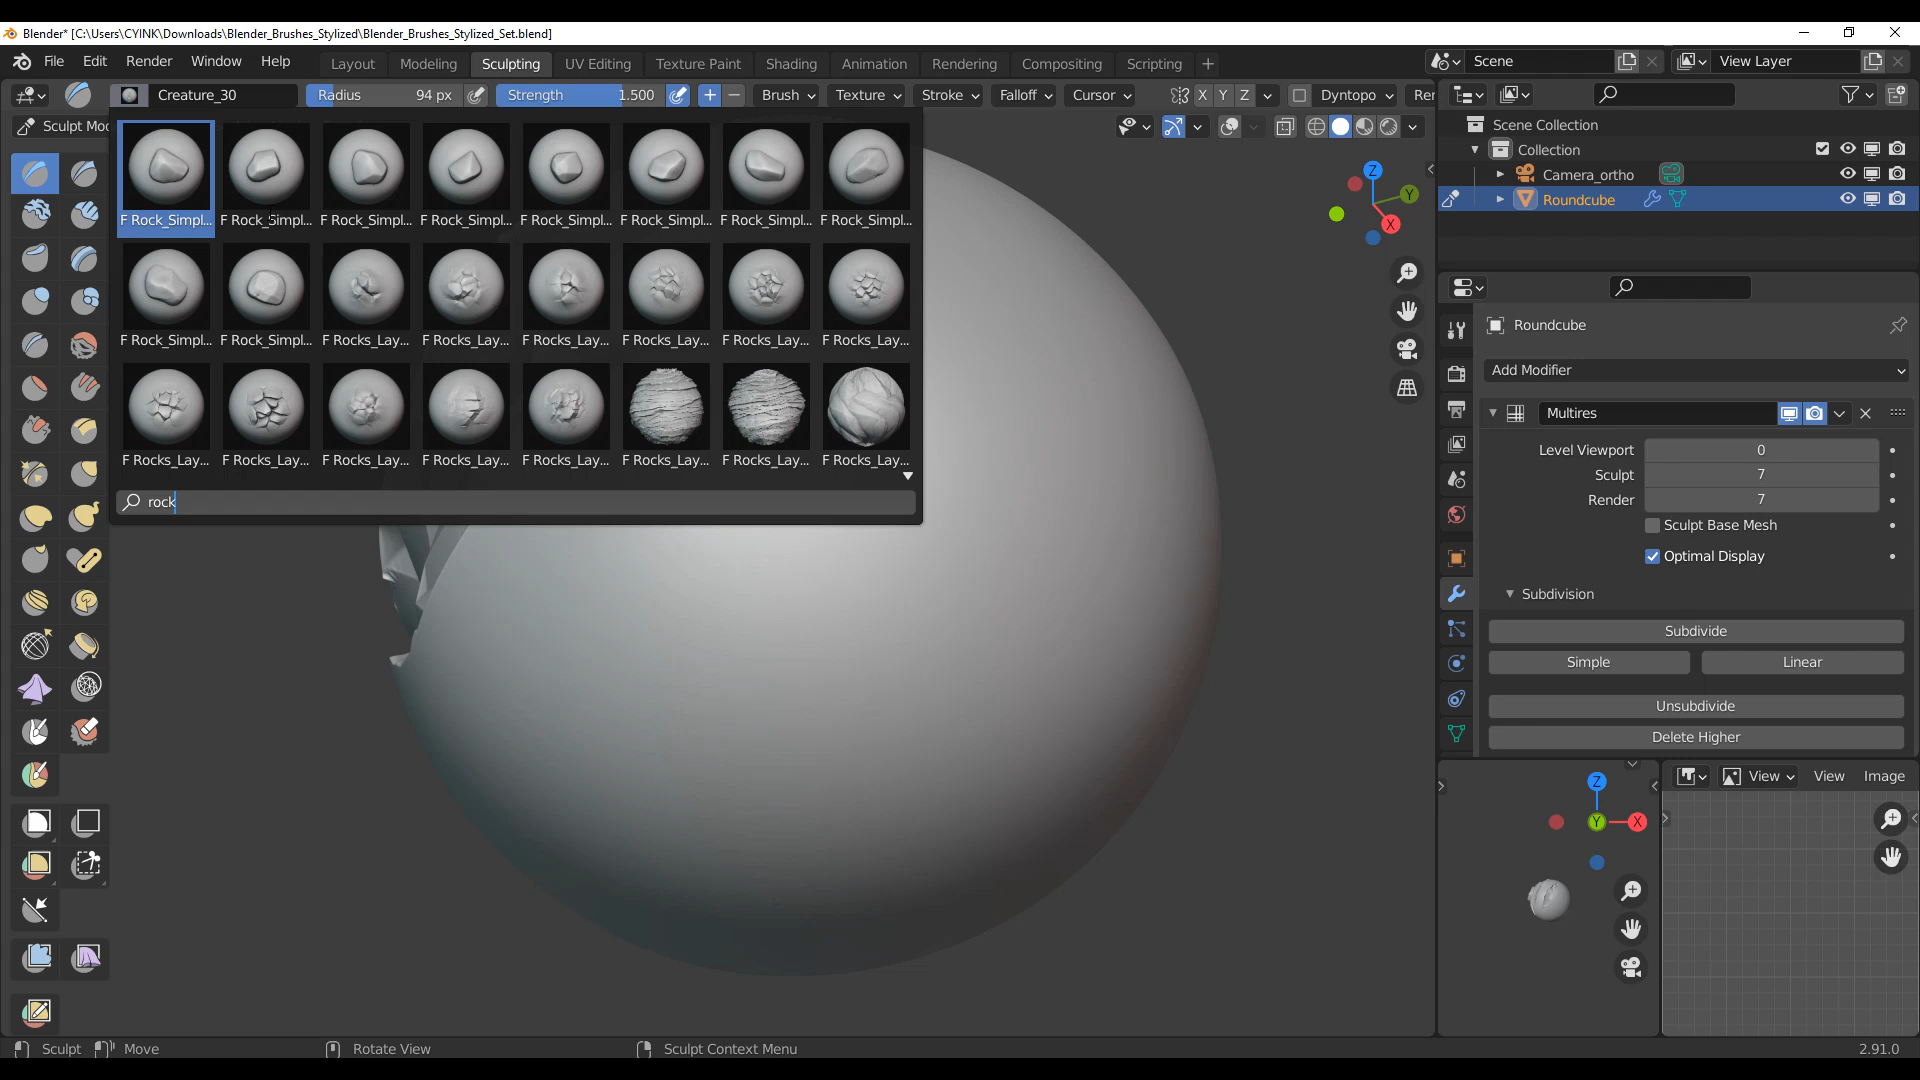 Blender* [C:\Users\CYINK\Downloads\Blender_Brushes_Stylized\Blender_Brushes_Stylized_Set.blend]
File Edit Render Window Help Layout Modeling Sculpting UV Editing Texture Paint Shading Animation Rendering Compositing Scripting Scene View Layer
Creature_30 Radius 94 px Strength 1.500 Brush Texture Stroke Falloff Cursor X Y Z Dyntopo Re
Sculpt Mo
Scene Collection
Collection
Camera_ortho
Roundcube
Z
Y
X
F Rock_Simpl... F Rock_Simpl... F Rock_Simpl... F Rock_Simpl... F Rock_Simpl... F Rock_Simpl... F Rock_Simpl... F Rock_Simpl...
F Rock_Simpl... F Rock_Simpl... F Rocks_Lay... F Rocks_Lay... F Rocks_Lay... F Rocks_Lay... F Rocks_Lay... F Rocks_Lay...
F Rocks_Lay... F Rocks_Lay... F Rocks_Lay... F Rocks_Lay... F Rocks_Lay... F Rocks_Lay... F Rocks_Lay... F Rocks_Lay...
rock
Roundcube
Add Modifier
Multires
Level Viewport 0
Sculpt 7
Render 7
Sculpt Base Mesh
Optimal Display
Subdivision
Subdivide
Simple Linear
Unsubdivide
Delete Higher
View View Image
Z
Y X
Sculpt Move Rotate View Sculpt Context Menu 2.91.0